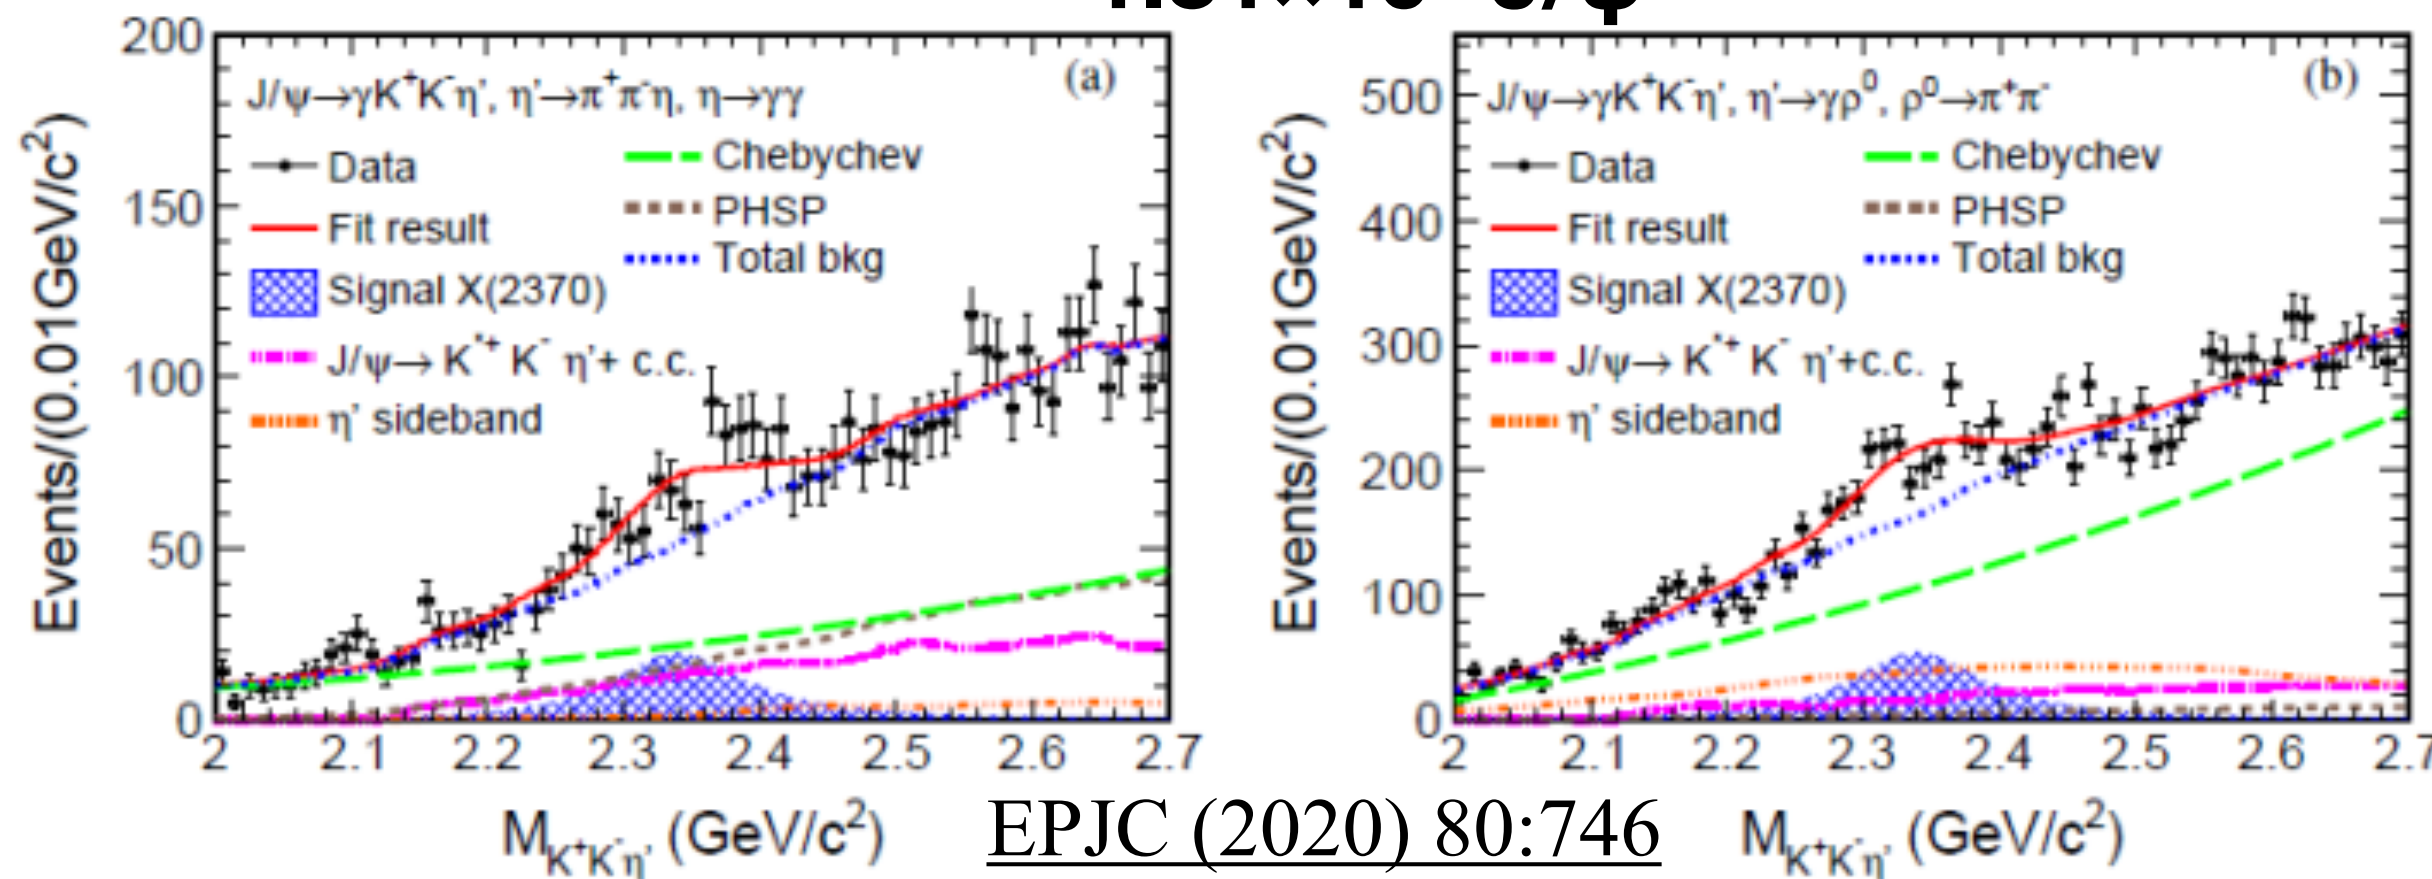 200
150
100
50
0
2 2.1 2.2 2.3 2.4 2.5 2.6 2.7
Events/(0.01GeV/c²)
J/ψ→γK⁺K⁻η', η'→π⁺π⁻η, η→γγ
(a)
Data
Fit result
Signal X(2370)
J/ψ→ K*⁺ K⁻ η'+ c.c.
η' sideband
Chebychev
PHSP
Total bkg
M_K⁺K⁻η' (GeV/c²)
500
400
300
200
100
0
2 2.1 2.2 2.3 2.4 2.5 2.6 2.7
Events/(0.01GeV/c²)
J/ψ→γK⁺K⁻η', η'→γρ⁰, ρ⁰→π⁺π⁻
(b)
Data
Fit result
Signal X(2370)
J/ψ→ K*⁺ K⁻ η'+c.c.
η' sideband
Chebychev
PHSP
Total bkg
M_K⁺K⁻η' (GeV/c²)
EPJC (2020) 80:746